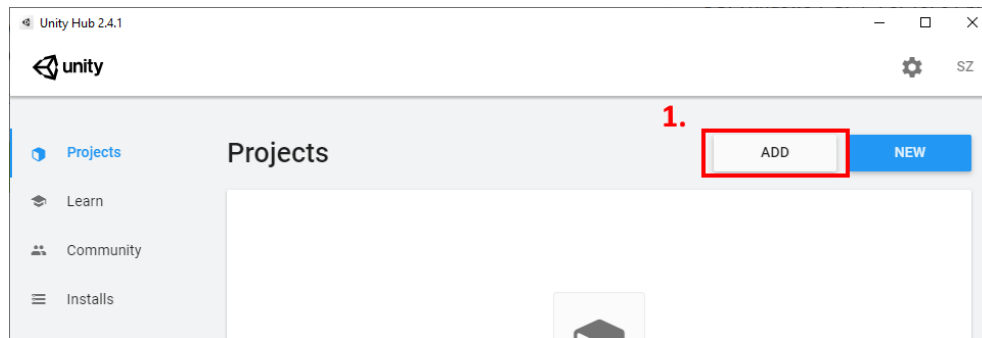 Unity Hub 2.4.1
unity
SZ
1.
Projects
Projects
ADD
NEW
Learn
Community
Installs